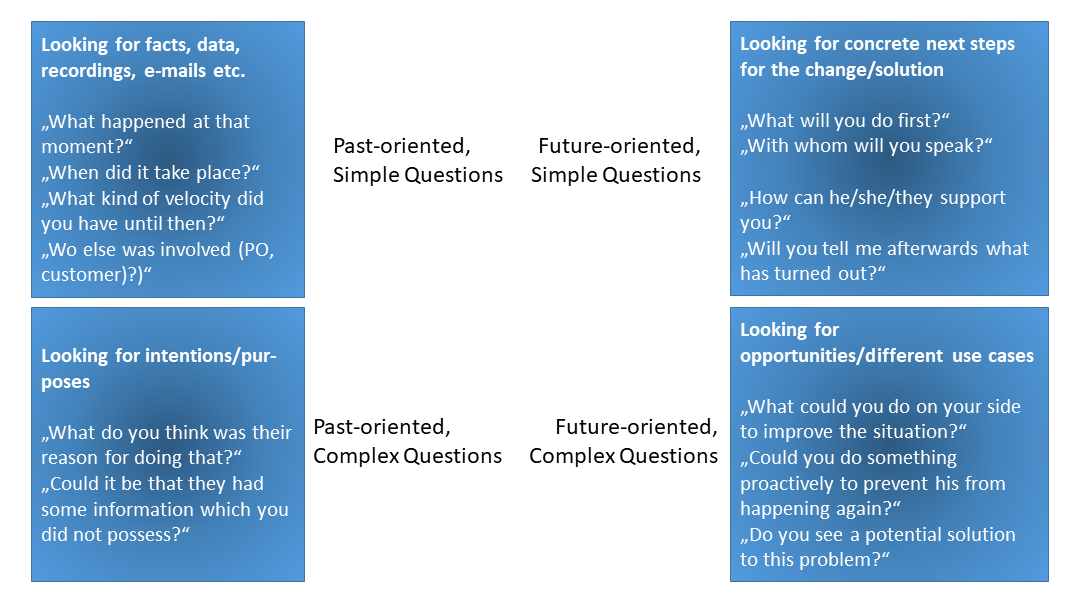 Looking for facts, data,
recordings, e-mails etc.
„What happened at that
moment?“
„When did it take place?“
„What kind of velocity did
you have until then?“
„Wo else was involved (PO,
customer)?)“
Past-oriented,
Simple Questions
Future-oriented,
Simple Questions
Looking for concrete next steps
for the change/solution
„What will you do first?“
„With whom will you speak?“
„How can he/she/they support
you?“
„Will you tell me afterwards what
has turned out?“
Looking for intentions/pur-
poses
„What do you think was their
reason for doing that?“
„Could it be that they had
some information which you
did not possess?“
Past-oriented,
Complex Questions
Future-oriented,
Complex Questions
Looking for
opportunities/different use cases
„What could you do on your side
to improve the situation?“
„Could you do something
proactively to prevent his from
happening again?“
„Do you see a potential solution
to this problem?“